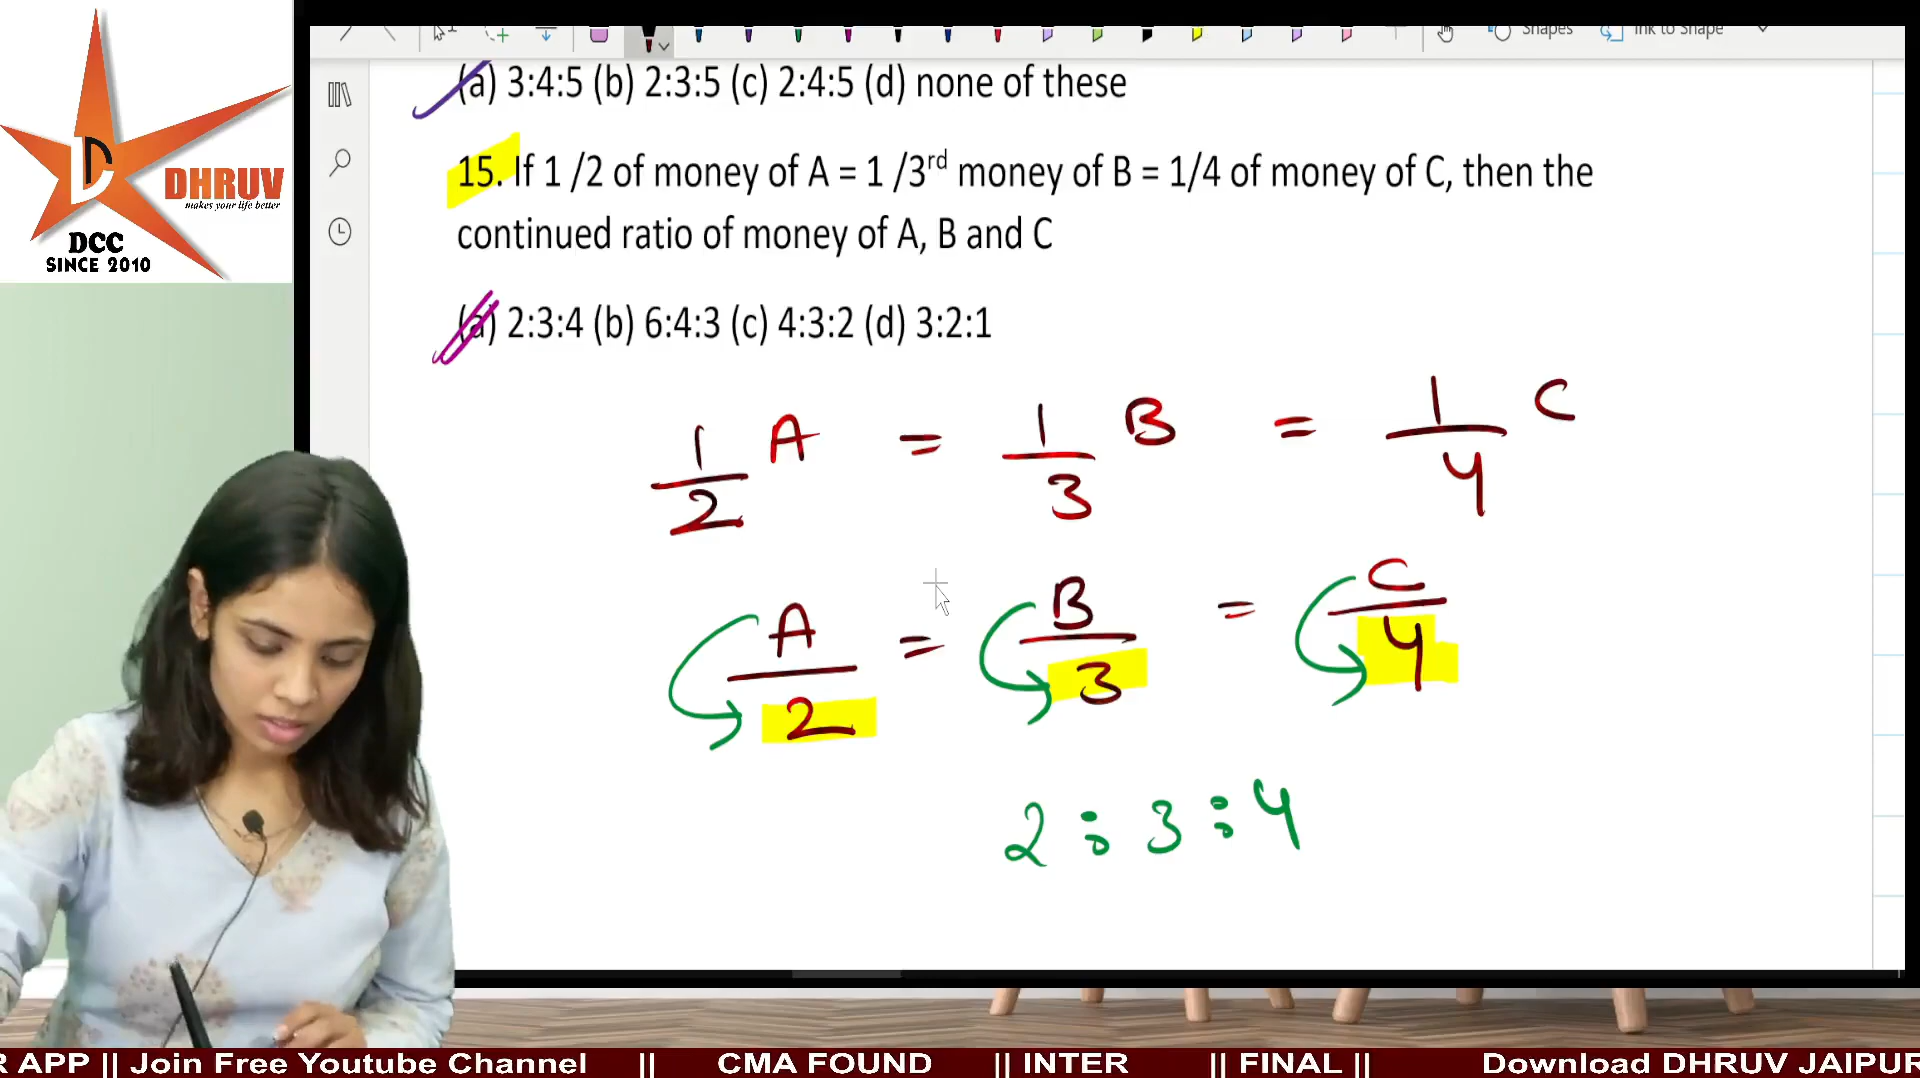 Shapes
Ink to Shape
(a) 3:4:5 (b) 2:3:5 (c) 2:4:5 (d) none of these
15. If 1 /2 of money of A = 1 /3rd money of B = 1/4 of money of C, then the
continued ratio of money of A, B and C
(a) 2:3:4 (b) 6:4:3 (c) 4:3:2 (d) 3:2:1
1/2 A = 1/3 B = 1/4 C
A/2 = B/3 = C/4
2 : 3 : 4
D
DHRUV
makes your life better
DCC
SINCE 2010
R APP || Join Free Youtube Channel || CMA FOUND || INTER || FINAL || Download DHRUV JAIPUR